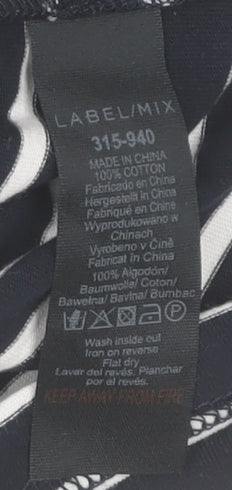 LABEL/MIX
315-940
MADE IN CHINA
100% COTTON
Fabricado en China
Hergestellt in China
Fabriqué en Chine
Wyprodukowano w
Chinach
Vyrobeno v Číně
Fabricat in China
100% Algodón/
Baumwolle/ Coton/
Bawełna/ Bavlna/ Bumbac
Wash inside out
Iron on reverse
Flat dry
Lavar del revés. Planchar
por el revés.
KEEP AWAY FROM FIRE